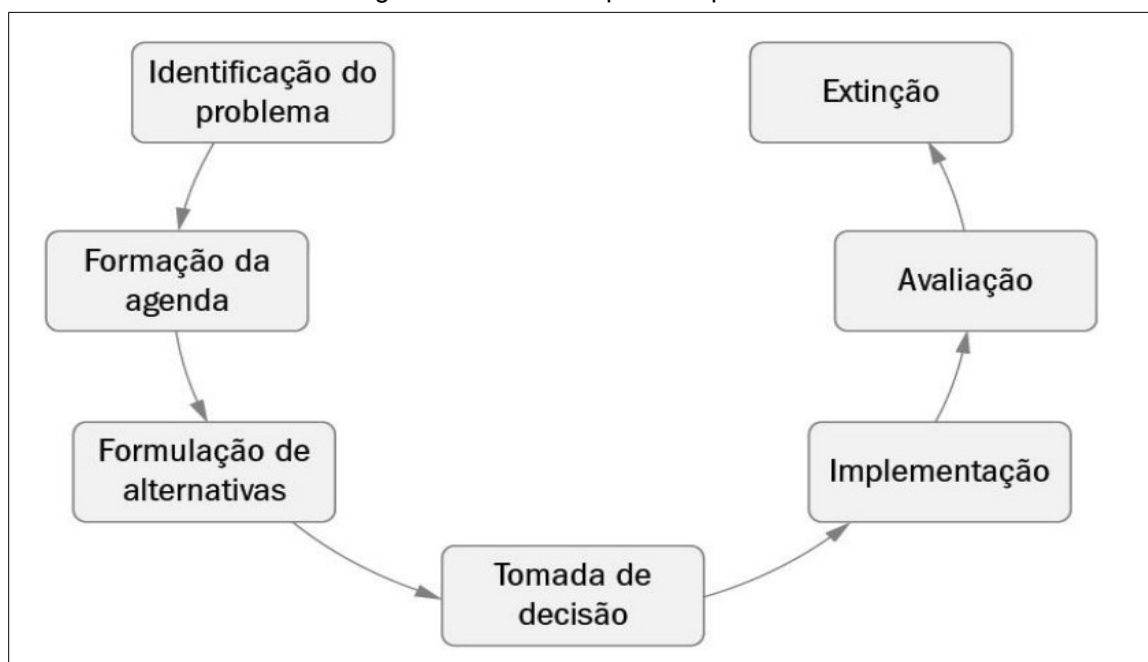 Identificação do
problema
Formação da
agenda
Formulação de
alternativas
Tomada de
decisão
Implementação
Avaliação
Extinção